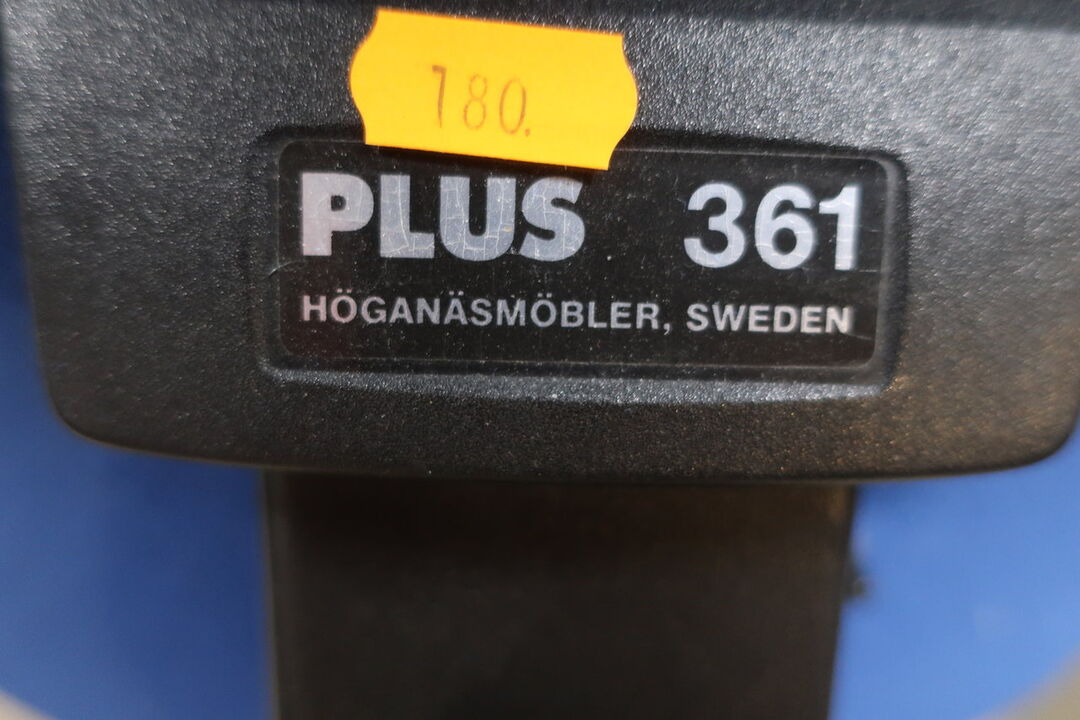 180.
PLUS 361
HÖGANÄSMÖBLER, SWEDEN